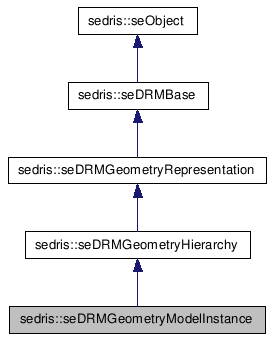 sedris::seObject
sedris::seDRMBase
sedris::seDRMGeometryRepresentation
sedris::seDRMGeometryHierarchy
sedris::seDRMGeometryModelInstance